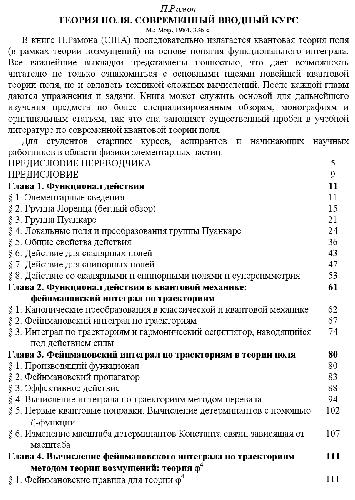 П.Рамон
ТЕОРИЯ ПОЛЯ. СОВРЕМЕННЫЙ ВВОДНЫЙ КУРС
М.: Мир, 1984, 336 с.
В книге П.Рамона (США) последовательно излагается квантовая теория поля
(в рамках теории возмущений) на основе понятия функционального интеграла.
Все важнейшие выкладки представлены полностью, что дает возможность
читателю не только ознакомиться с основными идеями новейшей квантовой
теории поля, но и овладеть техникой сложных вычислений. После каждой главы
даются упражнения и задачи. Книга может служить основой для дальнейшего
изучения предмета по более специализированным обзорам, монографиям и
оригинальным статьям, так что она заполняет существенный пробел в учебной
литературе по современной квантовой теории поля.
Для студентов старших курсов, аспирантов и начинающих научных
работников в области физики элементарных частиц.
ПРЕДИСЛОВИЕ ПЕРЕВОДЧИКА 5
ПРЕДИСЛОВИЕ 9
Глава 1. Функционал действия 11
§ 1. Элементарные сведения 11
§ 2. Группа Лоренца (беглый обзор) 15
§ 3. Группа Пуанкаре 21
§ 4. Локальные поля и преобразования группы Пуанкаре 24
§ 5. Общие свойства действия 36
§ 6. Действие для скалярных полей 43
§ 7. Действие для спинорных полей 47
§ 8. Действие со скалярными и спинорными полями и суперсимметрия 53
Глава 2. Функционал действия в квантовой механике: 61
фейнмановский интеграл по траекториям
§ 1. Канонические преобразования в классической и квантовой механике 62
§ 2. Фейнмановский интеграл по траекториям 67
§ 3. Интеграл по траекториям и гармонический осциллятор, находящийся 74
под действием силы
Глава 3. Фейнмановский интеграл по траекториям в теории поля 80
§ 1. Производящий функционал 80
§ 2. Фейнмановский пропагатор 83
§ 3. Эффективное действие 88
§ 4. Вычисление интеграла по траекториям методом перевала 94
§ 5. Первые квантовые поправки. Вычисление детерминантов с помощью 102
ζ-функции
§ 6. Изменение масштаба детерминантов. Константа связи, зависящая от 107
масштаба
Глава 4. Вычисление фейнмановского интеграла по траекториям 111
методом теории возмущений: теория φ⁴
§ 1. Фейнмановские правила для теории φ⁴ 111